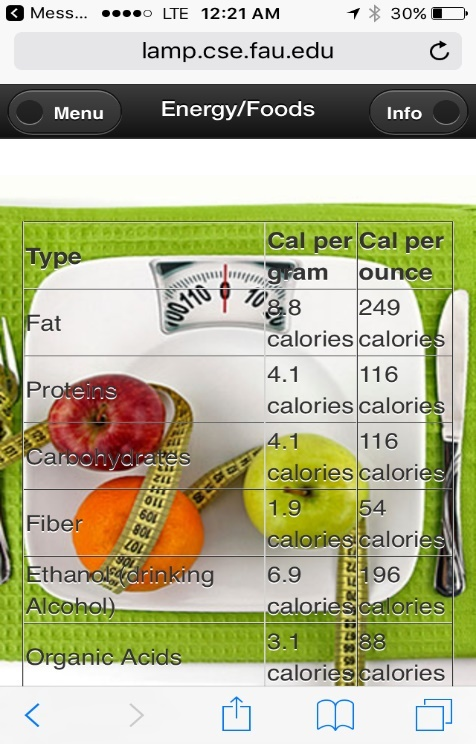 Mess... LTE 12:21 AM 30%
lamp.cse.fau.edu
Menu Energy/Foods Info
Type Cal per gram Cal per ounce
Fat 8.8 calories 249 calories
Proteins 4.1 calories 116 calories
Carbohydrates 4.1 calories 116 calories
Fiber 1.9 calories 54 calories
Ethanol (drinking Alcohol) 6.9 calories 196 calories
Organic Acids 3.1 calories 88 calories